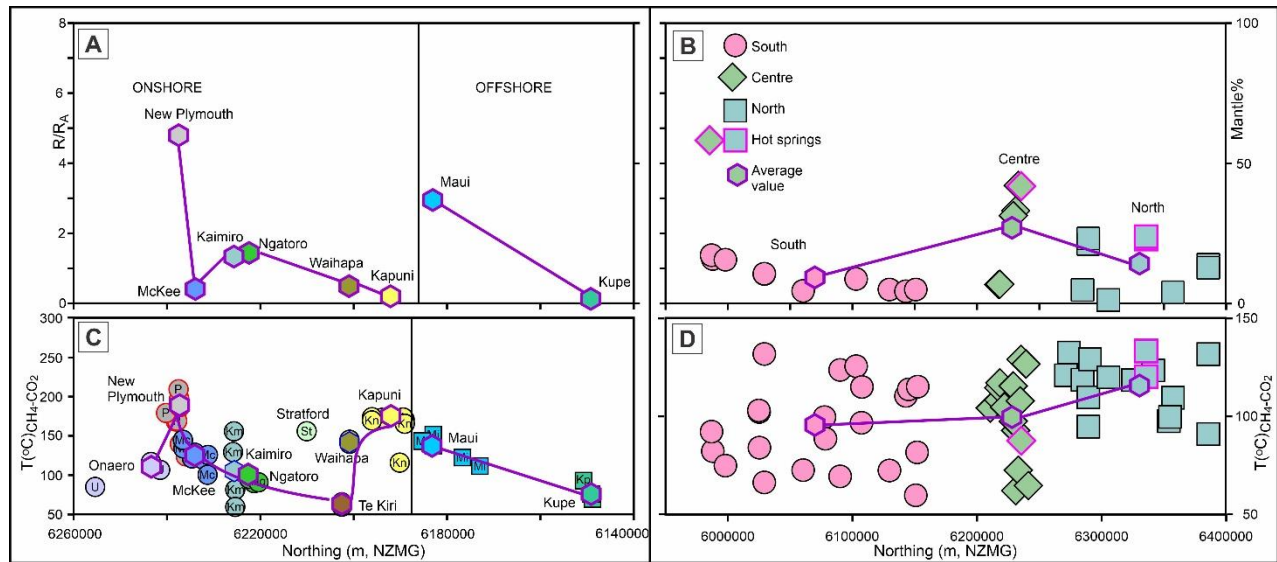 A
ONSHORE
OFFSHORE
New Plymouth
McKee
Kaimiro
Ngatoro
Waihapa
Kapuni
Maui
Kupe
R/RA
8
6
4
2
0
B
South
Centre
North
Hot springs
Average
value
South
Centre
North
Mantle%
100
50
0
C
New
Plymouth
Onaero
McKee
Kaimiro
Ngatoro
Stratford
Waihapa
Te Kiri
Kapuni
Maui
Kupe
U
P
P
Mc
Mc
Mc
Km
Km
Km
Km
St
Kn
Kn
Kn
Mi
Mi
Kp
T(oC)CH4-CO2
300
250
200
150
100
50
6260000
6220000
6180000
6140000
Northing (m, NZMG)
D
T(oC)CH4-CO2
150
100
50
6000000
6100000
6200000
6300000
6400000
Northing (m, NZMG)